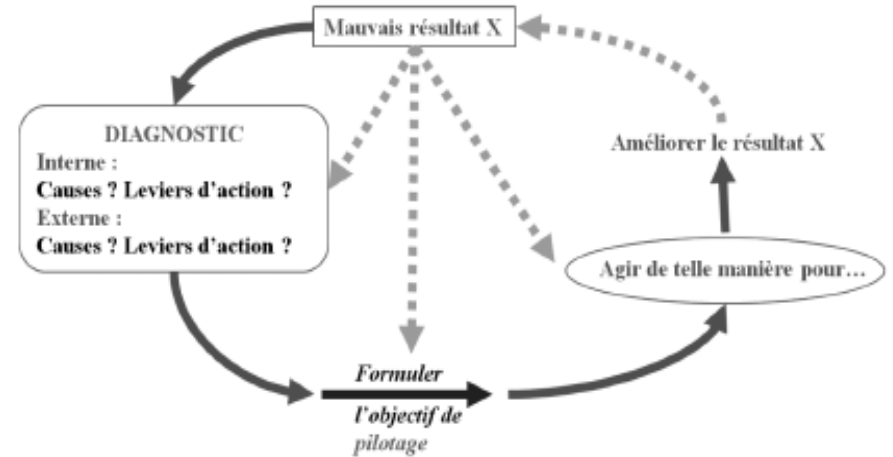 Mauvais résultat X
DIAGNOSTIC
Interne :
Causes ? Leviers d'action ?
Externe :
Causes ? Leviers d'action ?
Améliorer le résultat X
Agir de telle manière pour…
Formuler
l'objectif de
pilotage